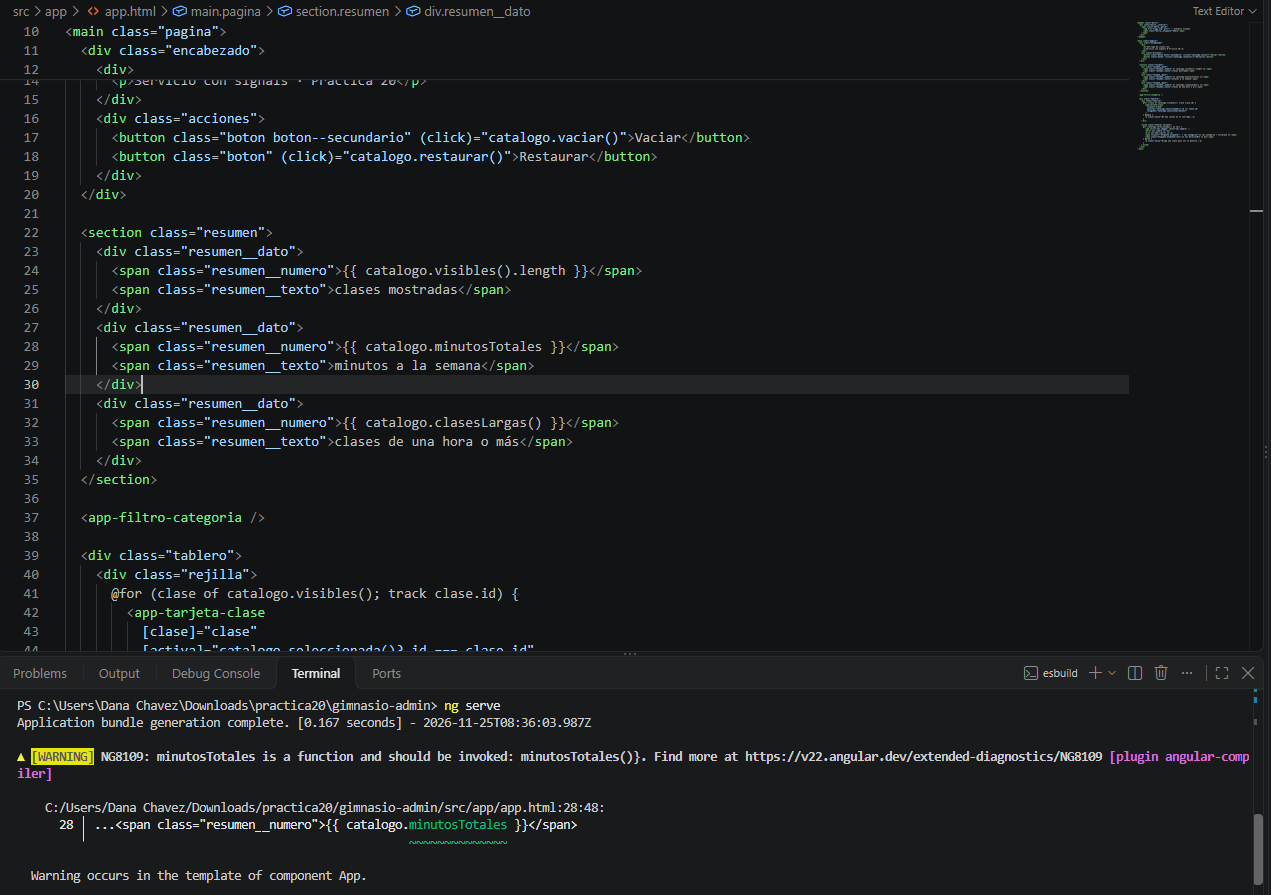 src > app > <> app.html > main.pagina > section.resumen > div.resumen__dato
Text Editor
10 <main class="pagina">
11 <div class="encabezado">
12 <div>
14 <p>Servicio con signals · Práctica 20</p>
15 </div>
16 <div class="acciones">
17 <button class="boton boton--secundario" (click)="catalogo.vaciar()">Vaciar</button>
18 <button class="boton" (click)="catalogo.restaurar()">Restaurar</button>
19 </div>
20 </div>
21
22 <section class="resumen">
23 <div class="resumen__dato">
24 <span class="resumen__numero">{{ catalogo.visibles().length }}</span>
25 <span class="resumen__texto">clases mostradas</span>
26 </div>
27 <div class="resumen__dato">
28 <span class="resumen__numero">{{ catalogo.minutosTotales }}</span>
29 <span class="resumen__texto">minutos a la semana</span>
30 </div>
31 <div class="resumen__dato">
32 <span class="resumen__numero">{{ catalogo.clasesLargas() }}</span>
33 <span class="resumen__texto">clases de una hora o más</span>
34 </div>
35 </section>
36
37 <app-filtro-categoria />
38
39 <div class="tablero">
40 <div class="rejilla">
41 @for (clase of catalogo.visibles(); track clase.id) {
42 <app-tarjeta-clase
43 [clase]="clase"
44 [activa]="catalogo.seleccionada()?.id === clase.id"
Problems Output Debug Console Terminal Ports
esbuild
PS C:\Users\Dana Chavez\Downloads\practica20\gimnasio-admin> ng serve
Application bundle generation complete. [0.167 seconds] - 2026-11-25T08:36:03.987Z
▲ [WARNING] NG8109: minutosTotales is a function and should be invoked: minutosTotales()}. Find more at https://v22.angular.dev/extended-diagnostics/NG8109 [plugin angular-comp
iler]
C:/Users/Dana Chavez/Downloads/practica20/gimnasio-admin/src/app/app.html:28:48:
28 │ ...<span class="resumen__numero">{{ catalogo.minutosTotales }}</span>
Warning occurs in the template of component App.